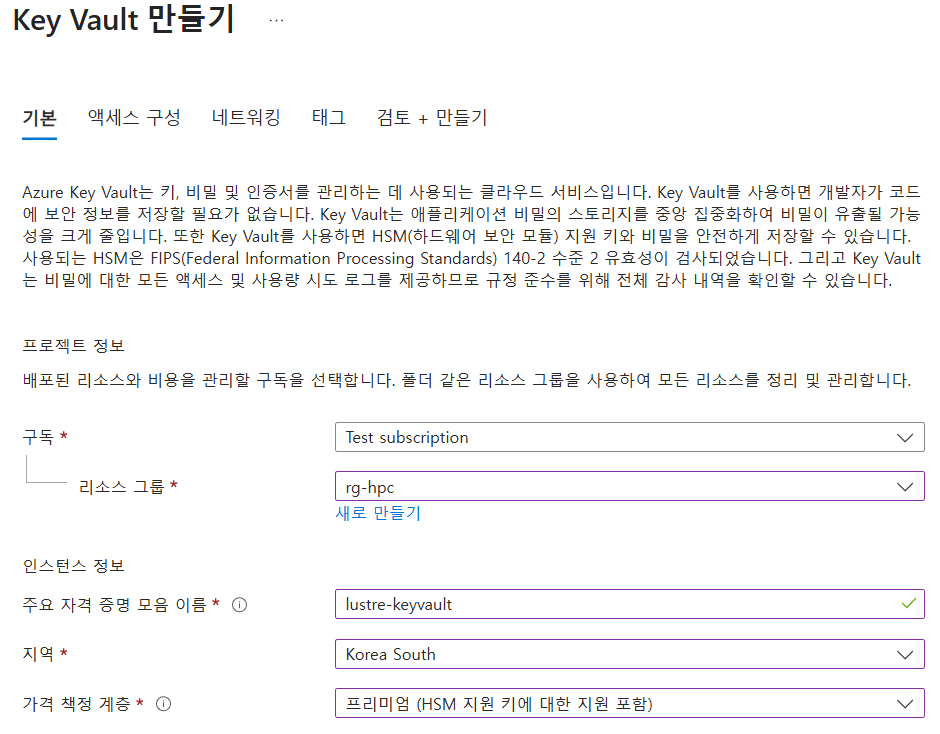 Key Vault 만들기 ...
기본 액세스 구성 네트워킹 태그 검토 + 만들기
Azure Key Vault는 키, 비밀 및 인증서를 관리하는 데 사용되는 클라우드 서비스입니다. Key Vault를 사용하면 개발자가 코드
에 보안 정보를 저장할 필요가 없습니다. Key Vault는 애플리케이션 비밀의 스토리지를 중앙 집중화하여 비밀이 유출될 가능
성을 크게 줄입니다. 또한 Key Vault를 사용하면 HSM(하드웨어 보안 모듈) 지원 키와 비밀을 안전하게 저장할 수 있습니다.
사용되는 HSM은 FIPS(Federal Information Processing Standards) 140-2 수준 2 유효성이 검사되었습니다. 그리고 Key Vault
는 비밀에 대한 모든 액세스 및 사용량 시도 로그를 제공하므로 규정 준수를 위해 전체 감사 내역을 확인할 수 있습니다.
프로젝트 정보
배포된 리소스와 비용을 관리할 구독을 선택합니다. 폴더 같은 리소스 그룹을 사용하여 모든 리소스를 정리 및 관리합니다.
구독 * Test subscription
리소스 그룹 * rg-hpc
새로 만들기
인스턴스 정보
주요 자격 증명 모음 이름 * lustre-keyvault
지역 * Korea South
가격 책정 계층 * 프리미엄 (HSM 지원 키에 대한 지원 포함)